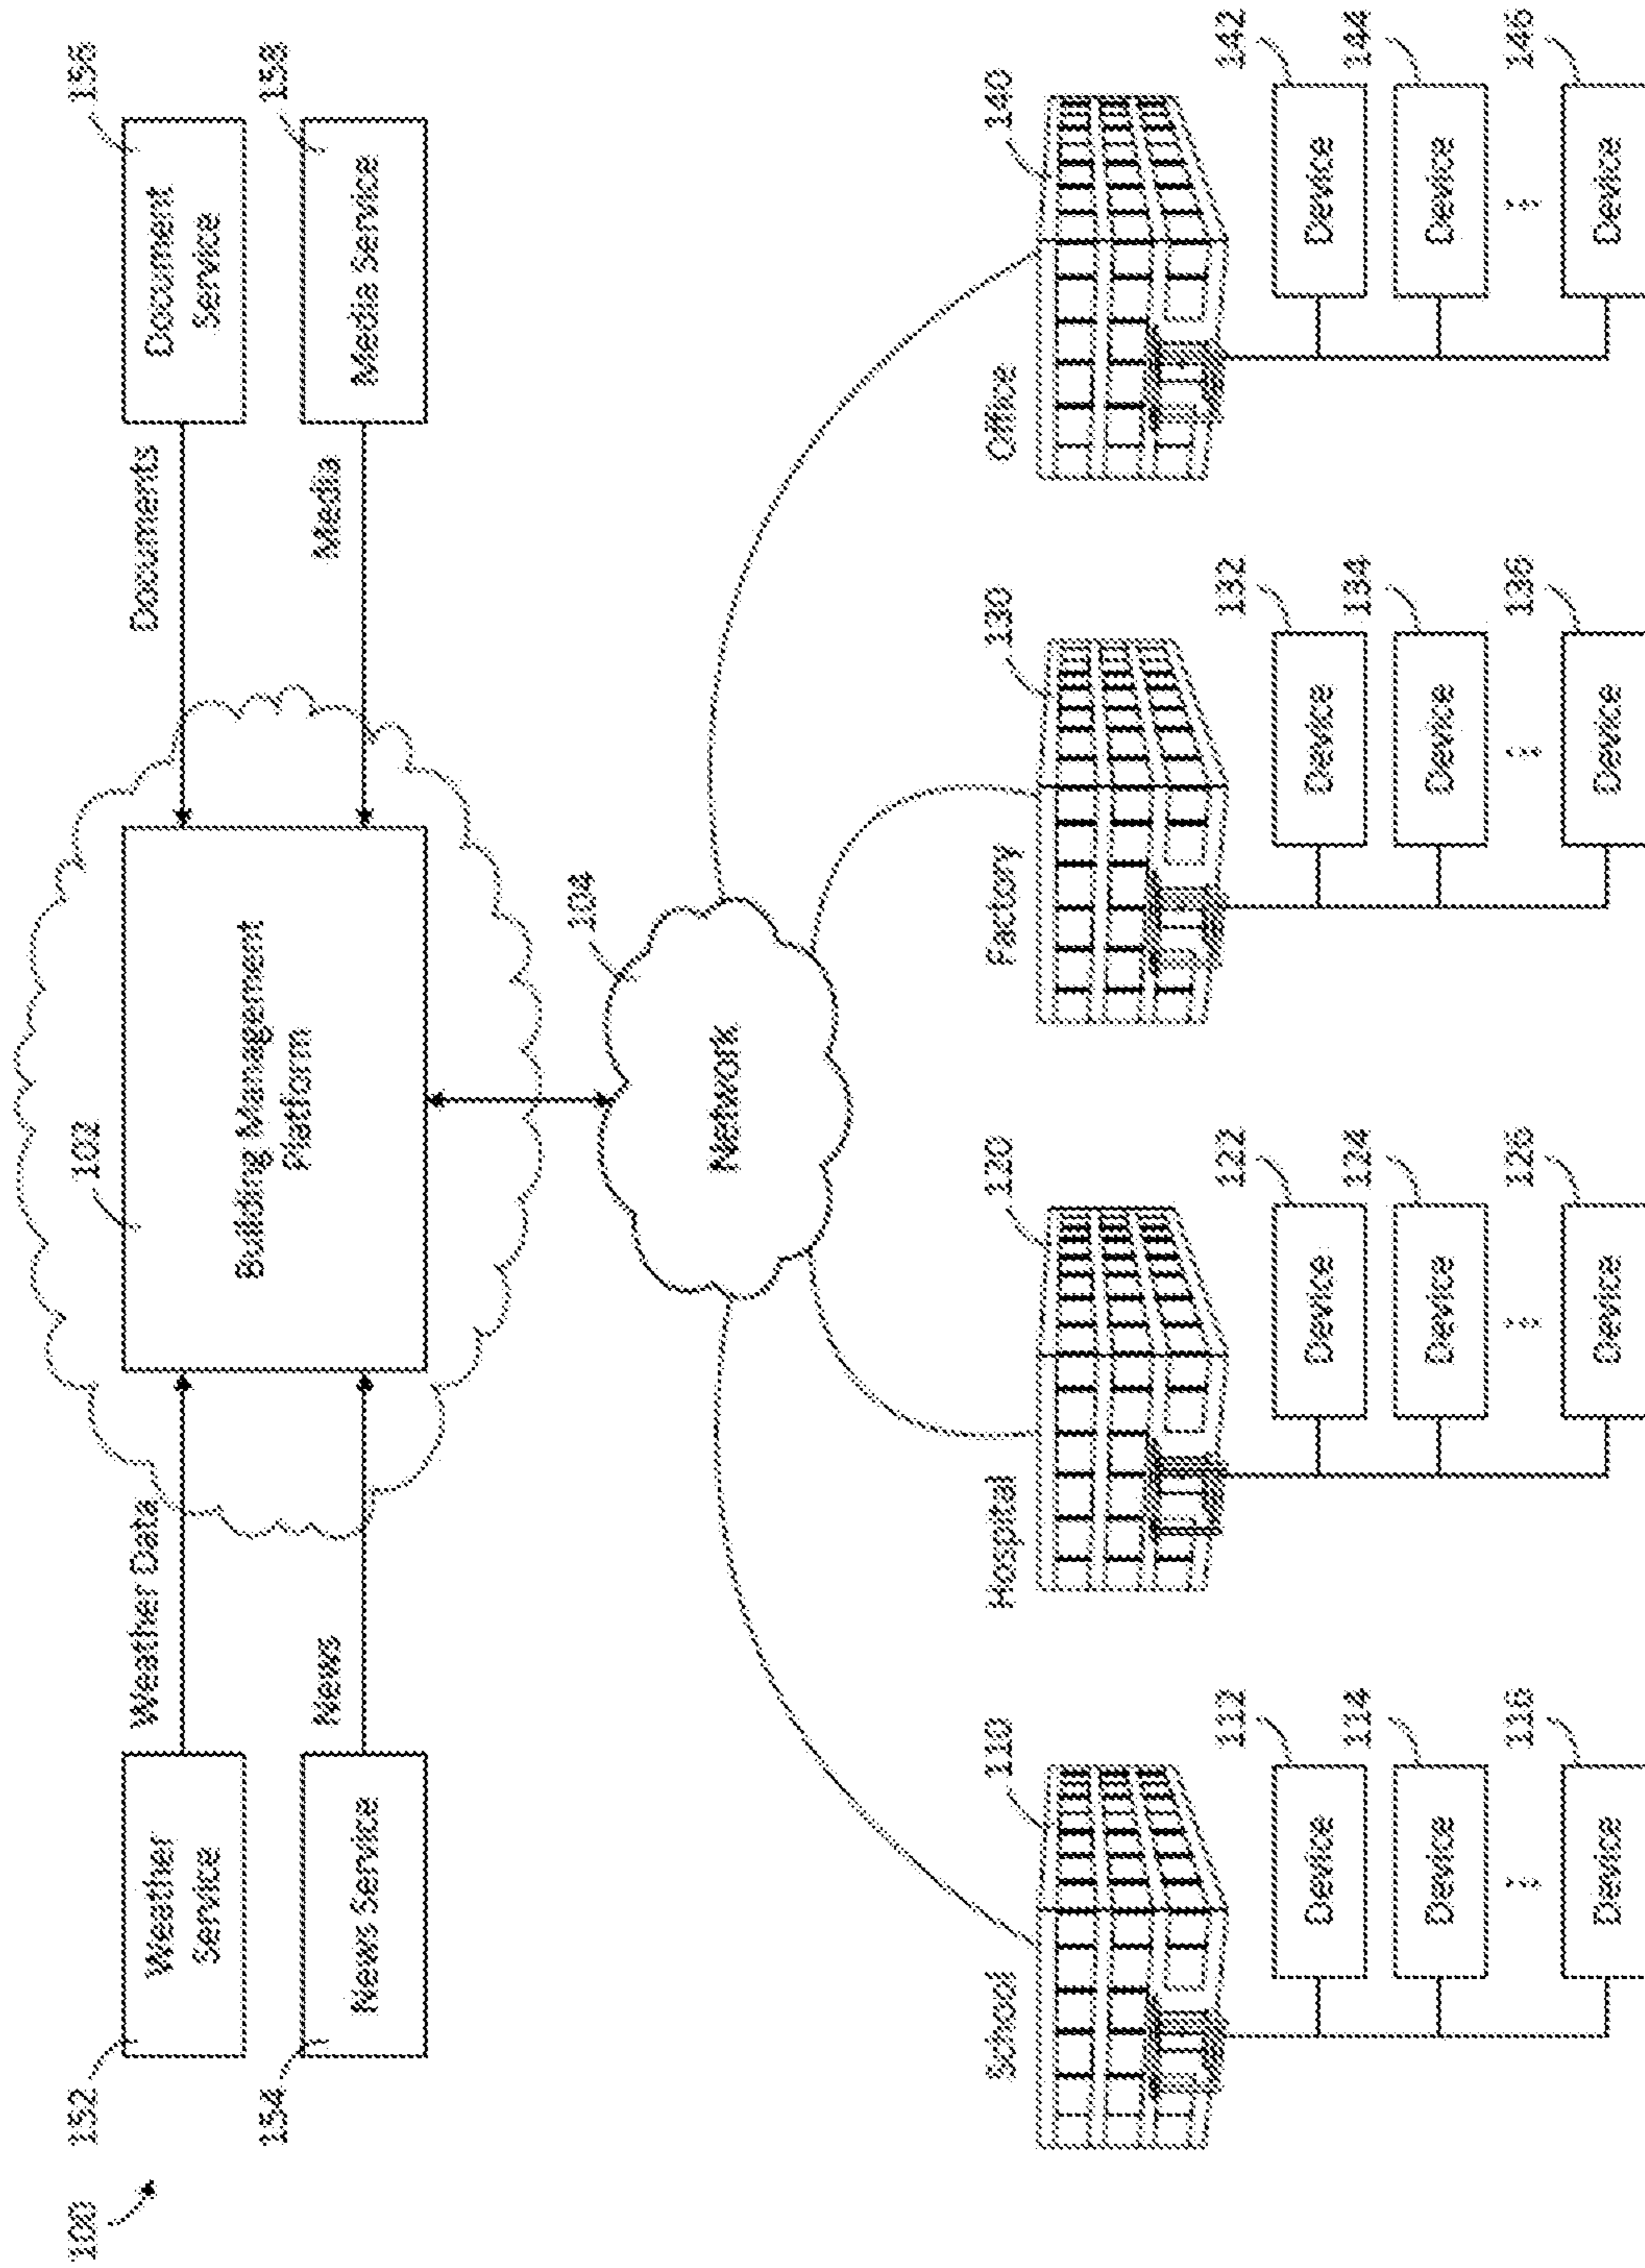 100
152
Weather
Service
154
News Service
Weather Data
News
102
Building Management
Platform
Documents
Media
156
Document
Service
158
Media Service
104
Network
School
110
Hospital
120
Factory
130
Office
140
Device
112
Device
114
Device
116
Device
122
Device
124
Device
126
Device
132
Device
134
Device
136
Device
142
Device
144
Device
146